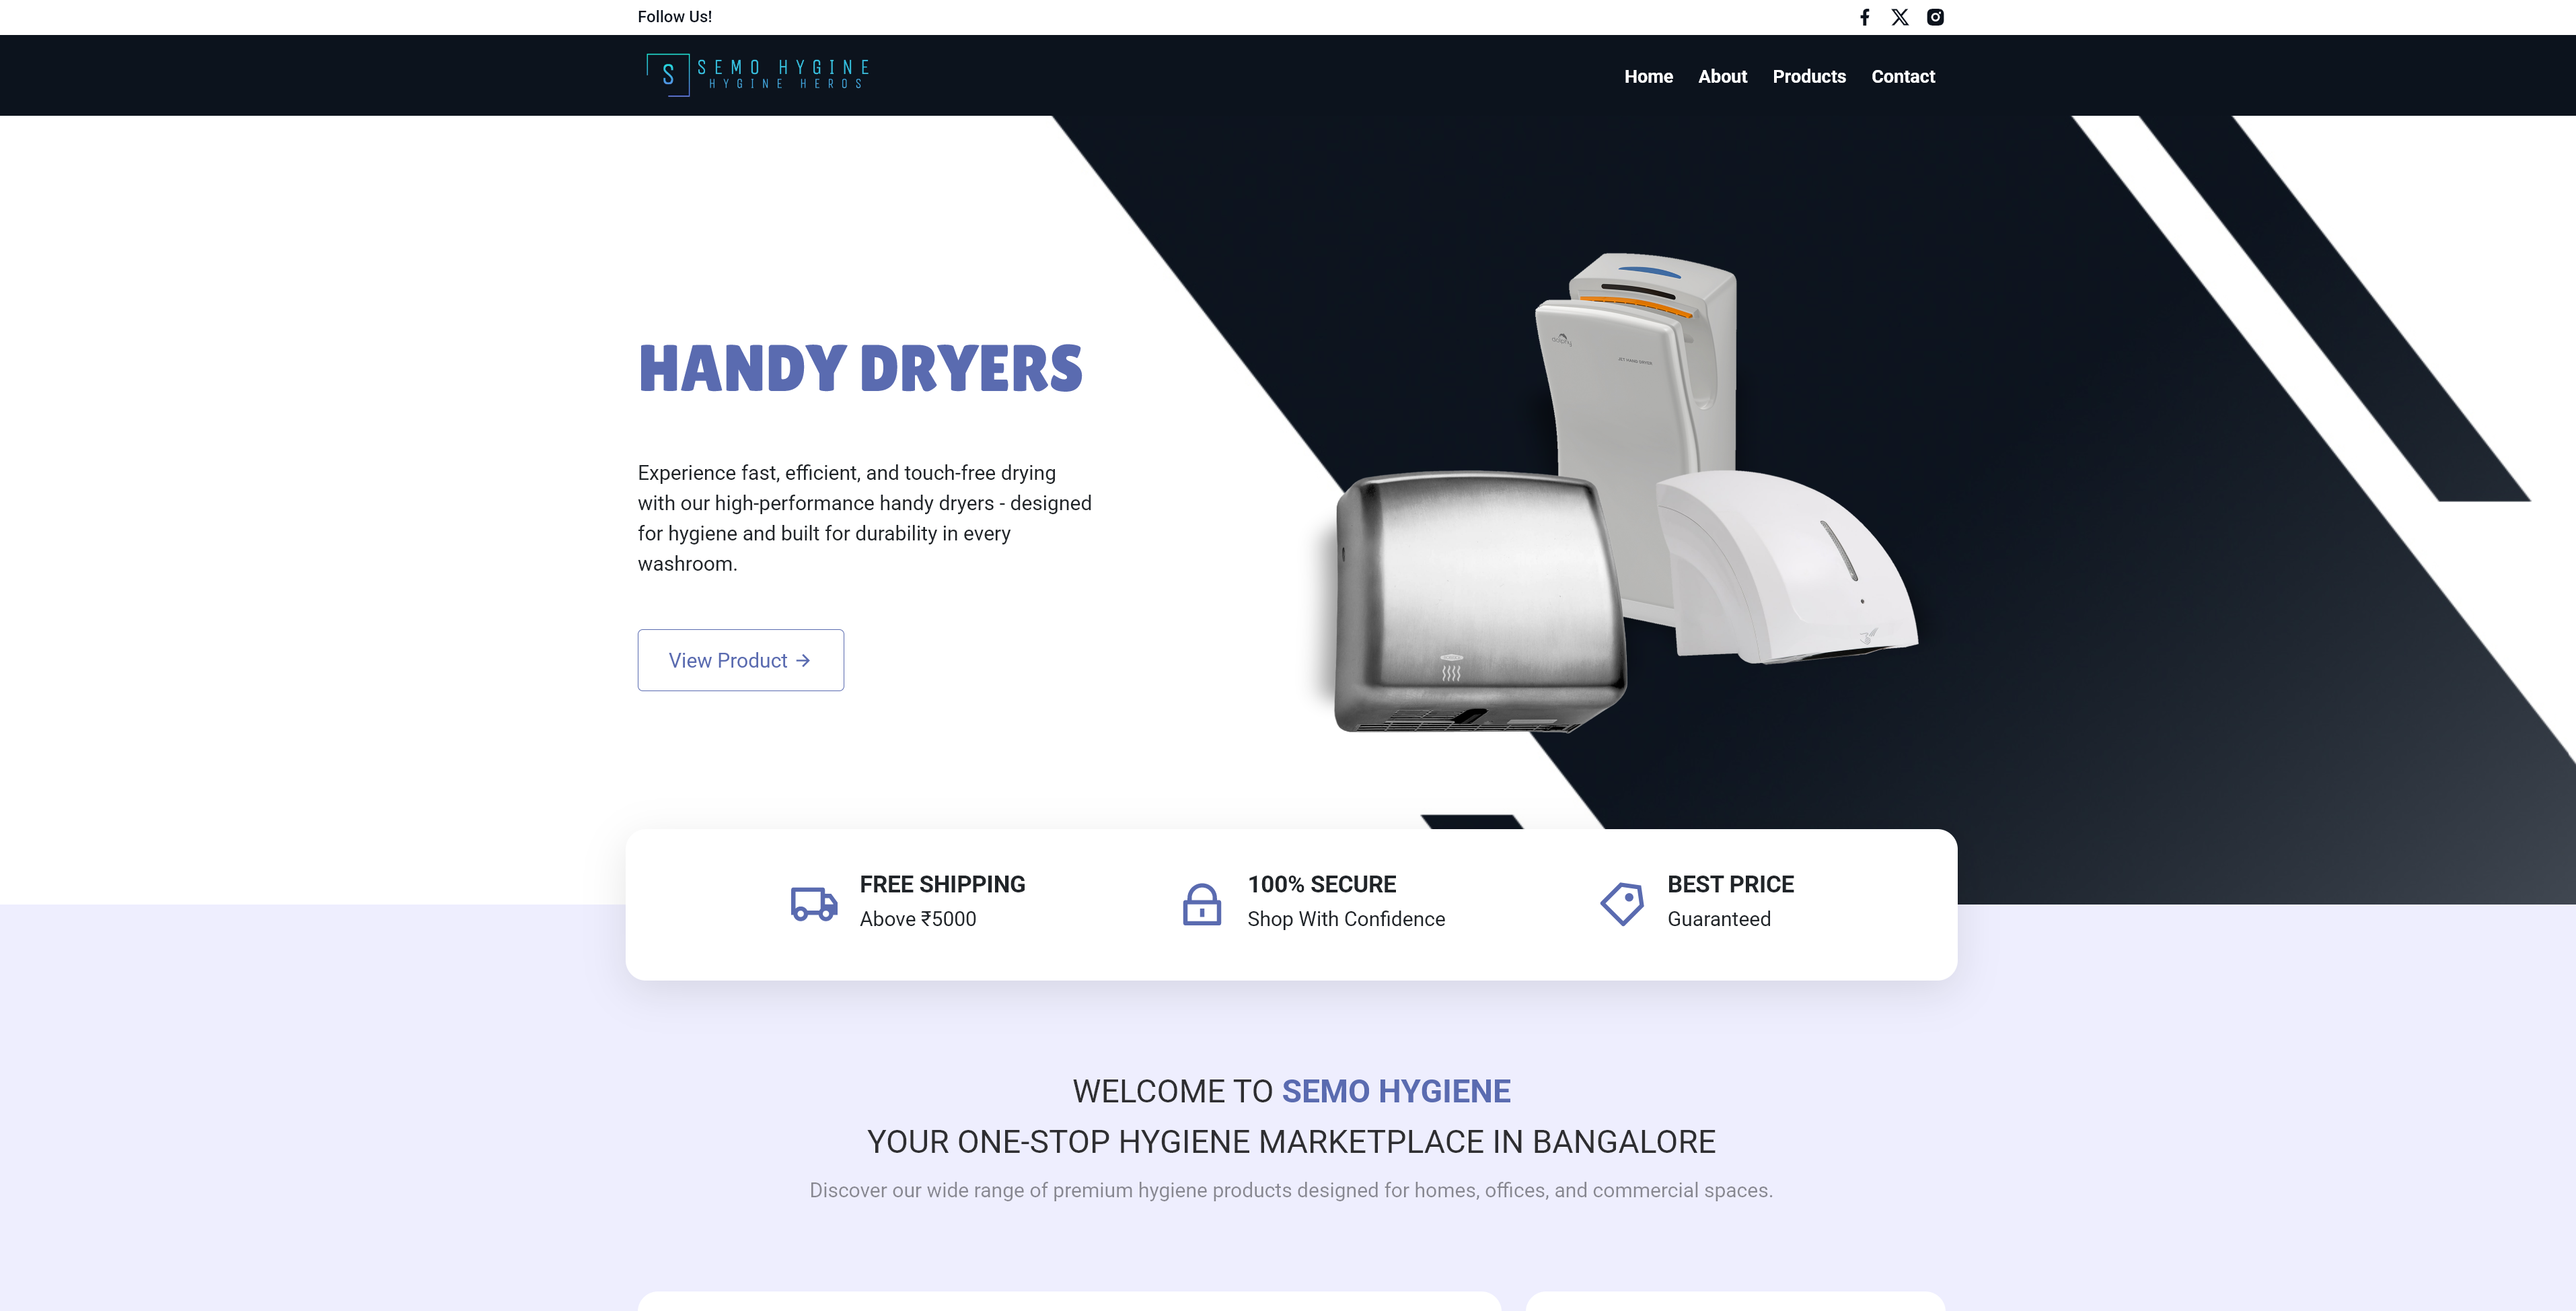 Follow Us!
S
SEMO HYGINE
HYGINE HEROS
Home About Products Contact
HANDY DRYERS
Experience fast, efficient, and touch-free drying
with our high-performance handy dryers - designed
for hygiene and built for durability in every
washroom.
View Product →
FREE SHIPPING
Above ₹5000
100% SECURE
Shop With Confidence
BEST PRICE
Guaranteed
WELCOME TO SEMO HYGIENE
YOUR ONE-STOP HYGIENE MARKETPLACE IN BANGALORE
Discover our wide range of premium hygiene products designed for homes, offices, and commercial spaces.